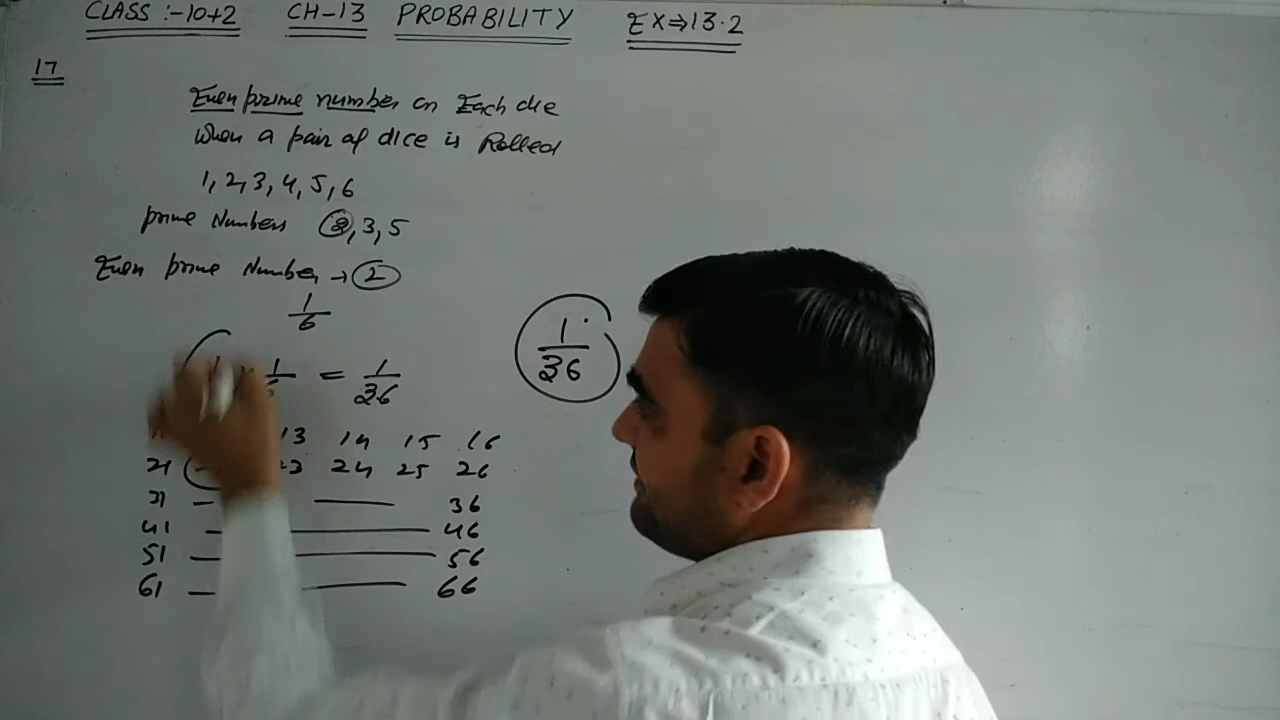 CLASS :-10+2 CH-13 PROBABILITY EX⇒13.2
17
Even prime number on Each die
When a pair of dice is Rolled
1, 2, 3, 4, 5, 6
prime Numbers 2, 3, 5
Even prime Number → 2
1/6
1/36
1/ = 1/36
13 14 15 16
21 23 24 25 26
31 — — 36
41 — — 46
51 — — 56
61 — — 66